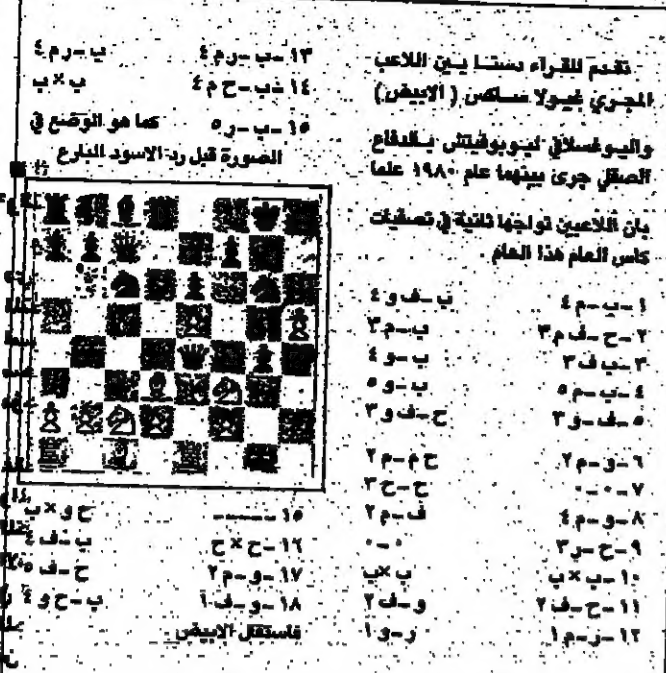 نقدم للقراء دستا بين اللاعب
المجري غيولا ساكس ( الابيض )
واليوغسلافي ليوبوفيتش بالدفاع
الصقلي جرى بينهما عام ١٩٨٠ علما
بان اللاعبين تواجها ثانية في تصفيات
كاس العام هذا العام .
١ -ب-م ٤ ب-ف و ٤
٢ -ح-ف م ٣ ب-م ٣
٣ -ب ف ٣ ب-و ٤
٤ -ب-م ٥ ب-و ٥
٥ -ف-و ٣ ح-ف و ٣
٦ -و-م ٢ ح م-م ٢
٧ -٠-٠ ح-ح ٣
٨ -و-م ٤ ف-م ٢
٩ -ح-ر ٣ ٠-٠
١٠ -ب×ب ب×ب
١١ -ح-ف ٢ و-ف ٢
١٢ -ر-م ١ ر-و ١
١٣ -ب-ر م ٤ ب-ر م ٤
١٤ -ب-ح م ٤ ب×ب
١٥ -ب-ر ٥ كما هو الوضع في
الصورة قبل رد الاسود البارع
١٥ ------ ح و×ب
١٦ -ح×ح ب-ف ٤
١٧ -و-م ٢ ح-ف ٥
١٨ -و-ف ١ ب-ح و ٤
فاستقال الابيض